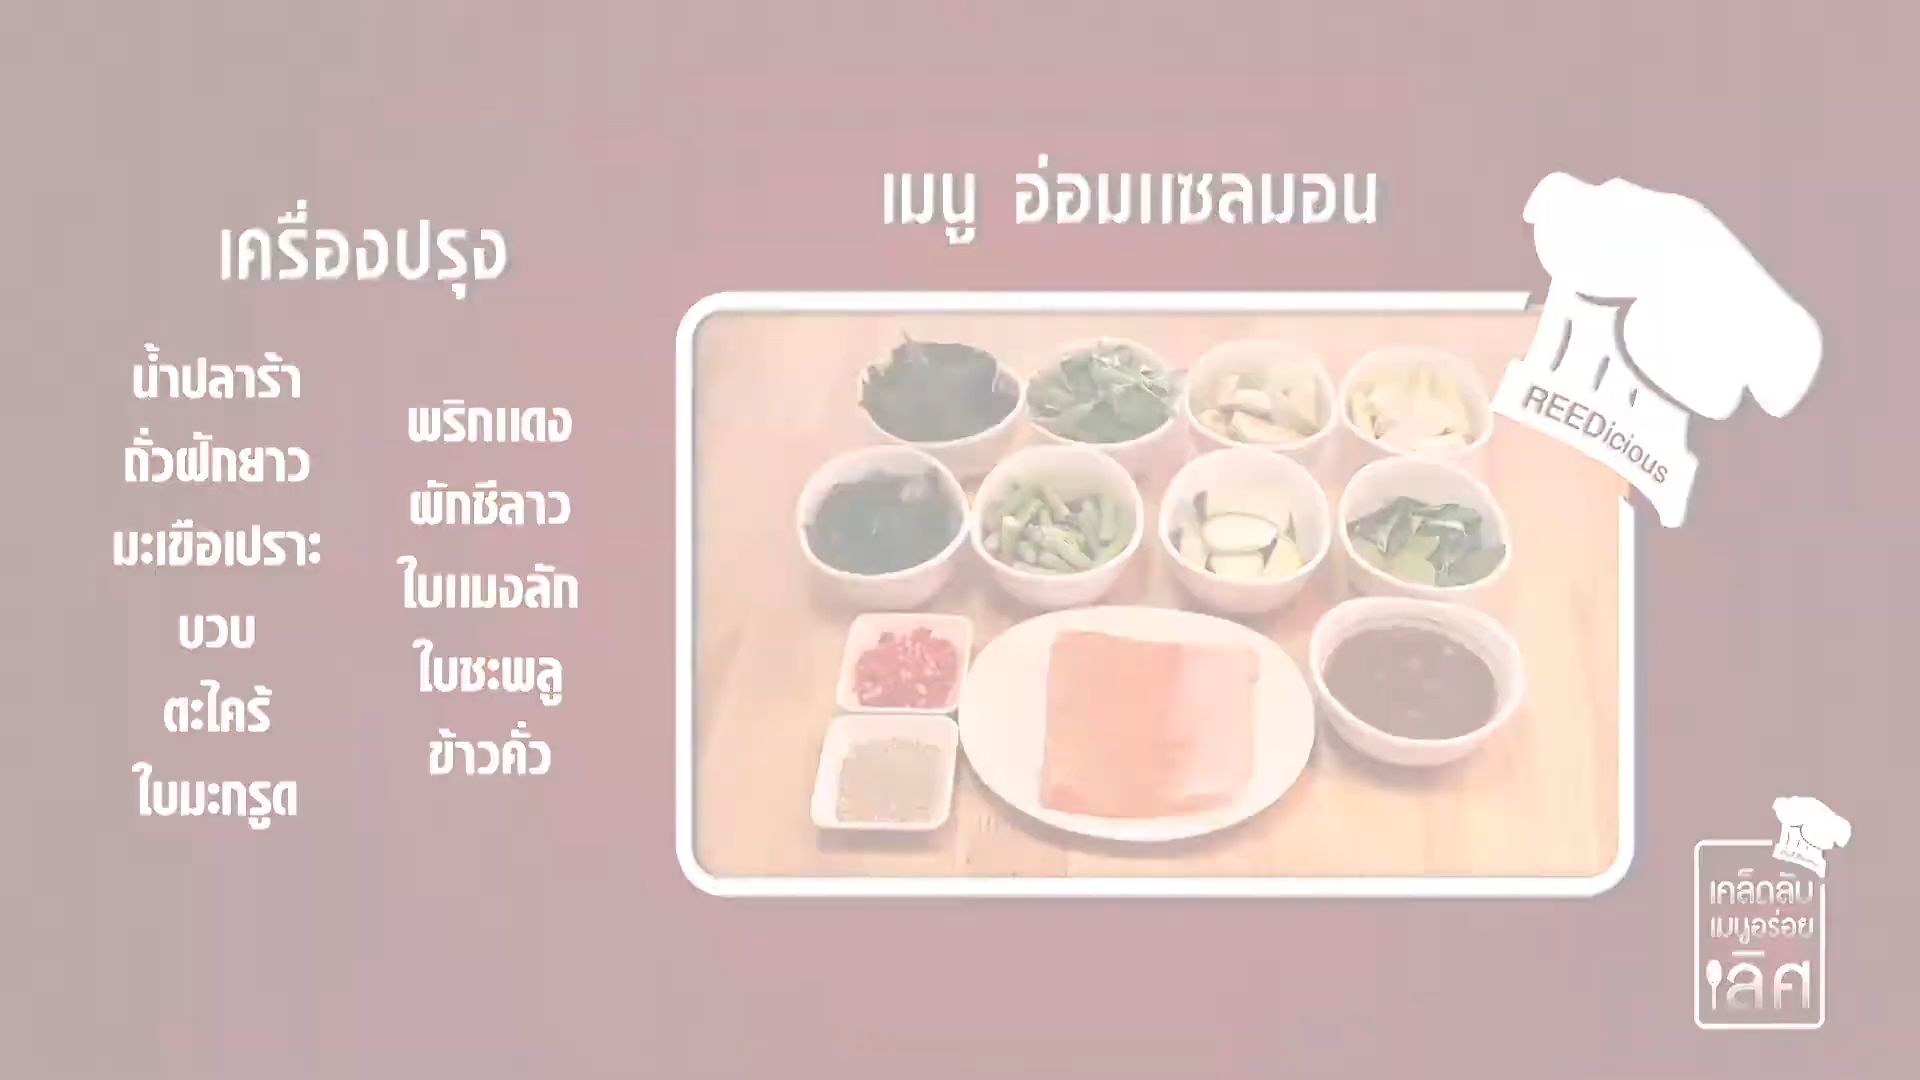 เมนู อ่อมแซลมอน
เครื่องปรุง
น้ำปลาร้า
ถั่วฝักยาว
มะเขือเปราะ
บวบ
ตะไคร้
ใบมะกรูด
พริกแดง
ผักชีลาว
ใบแมงลัก
ใบชะพลู
ข้าวคั่ว
REEDicious
เคล็ดลับ
เมนูอร่อย
เลิศ